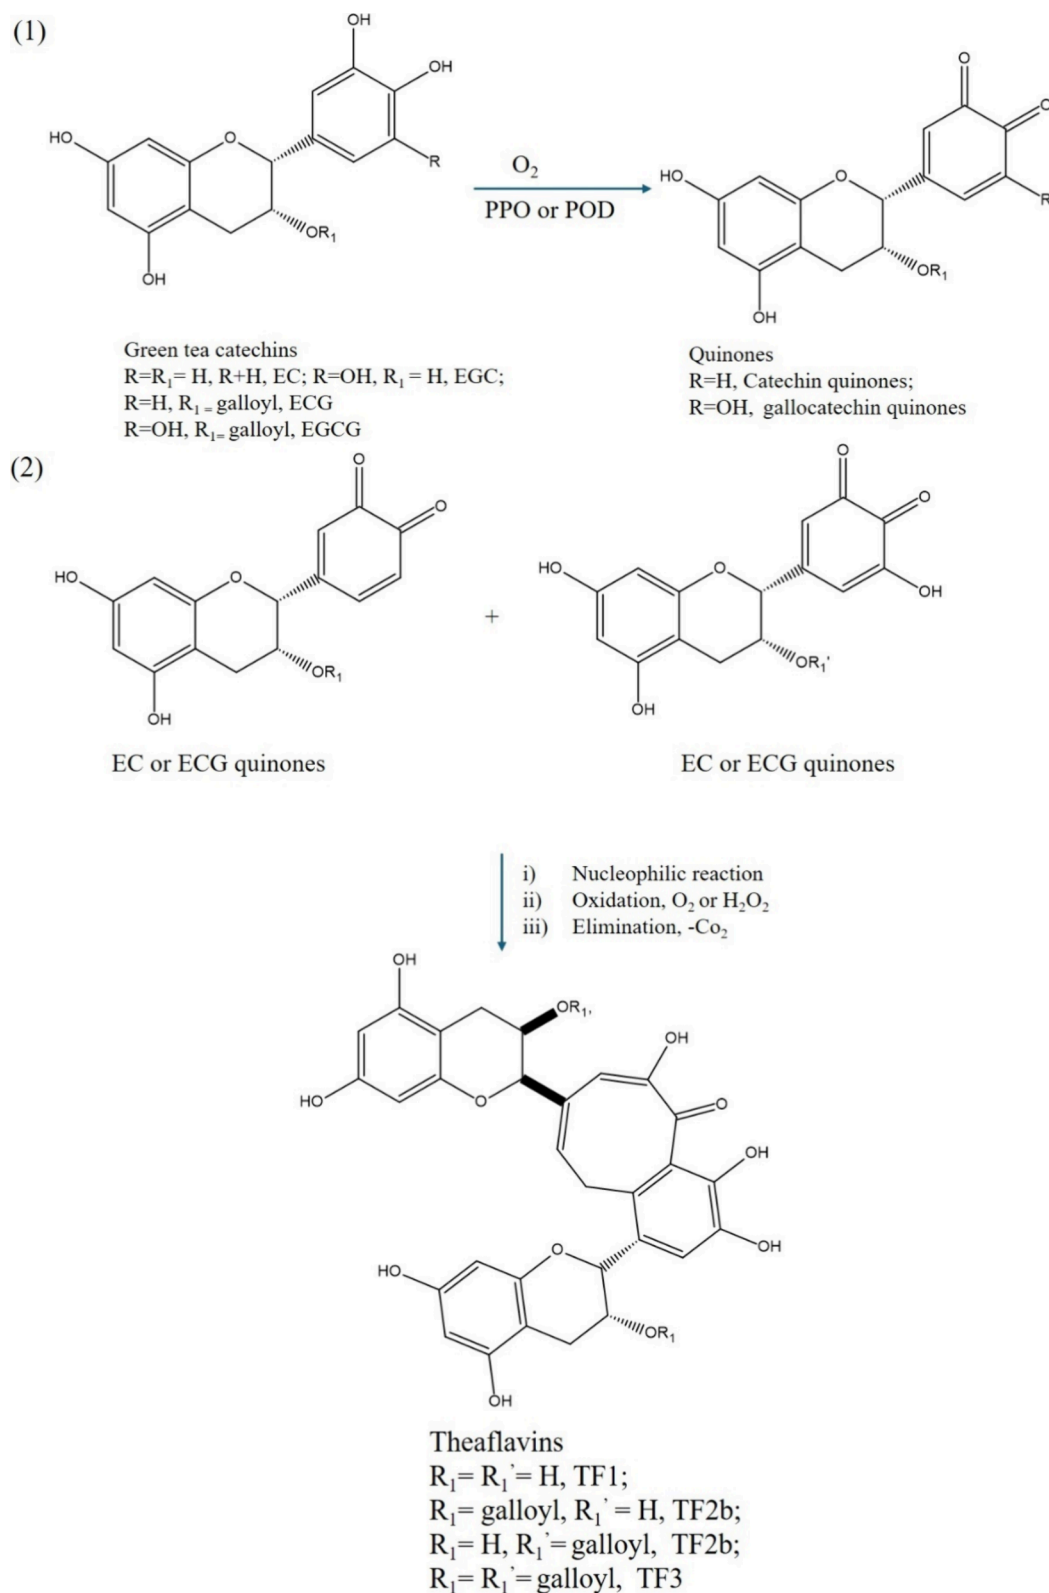 (1)
OH
OH
HO
O
R
OR₁
OH
O₂
PPO or POD
O
O
HO
O
R
OR₁
OH
Green tea catechins
R=R₁= H, R+H, EC; R=OH, R₁ = H, EGC;
R=H, R₁ = galloyl, ECG
R=OH, R₁= galloyl, EGCG
Quinones
R=H, Catechin quinones;
R=OH, gallocatechin quinones
(2)
O
O
HO
O
OR₁
OH
+
O
O
HO
O
OH
OR₁'
OH
EC or ECG quinones
EC or ECG quinones
i) Nucleophilic reaction
ii) Oxidation, O₂ or H₂O₂
iii) Elimination, -Co₂
OH
OR₁,
OH
HO
O
O
OH
OH
HO
O
OR₁
OH
Theaflavins
R₁= R₁'= H, TF1;
R₁= galloyl, R₁' = H, TF2b;
R₁= H, R₁'= galloyl, TF2b;
R₁= R₁'= galloyl, TF3